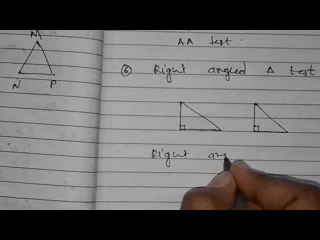 AA test.
M
⑥ Right angled Δ test
N P
Right an